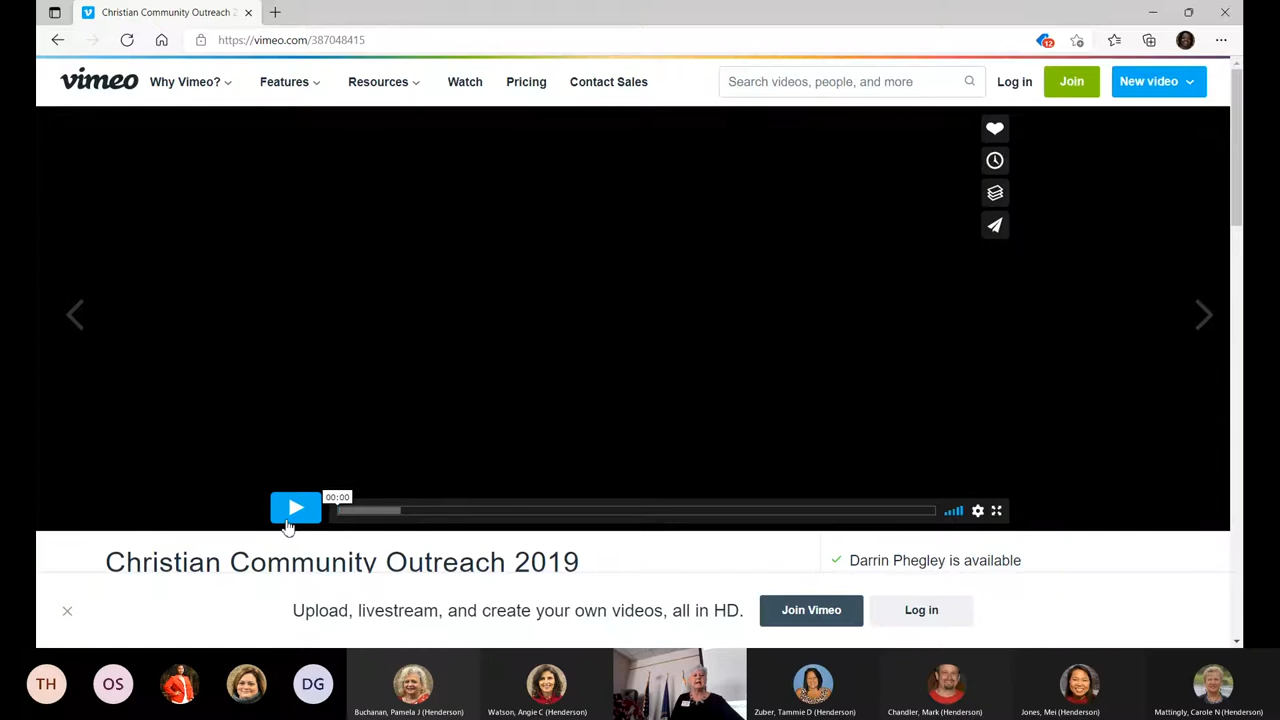 Christian Community Outreach 2
https://vimeo.com/387048415
12
vimeo
Why Vimeo?
Features
Resources
Watch
Pricing
Contact Sales
Search videos, people, and more
Log in
Join
New video
00:00
Christian Community Outreach 2019
Darrin Phegley is available
Upload, livestream, and create your own videos, all in HD.
Join Vimeo
Log in
TH
OS
DG
Buchanan, Pamela J (Henderson)
Watson, Angie C (Henderson)
Zuber, Tammie D (Henderson)
Chandler, Mark (Henderson)
Jones, Mei (Henderson)
Mattingly, Carole N (Henderson)